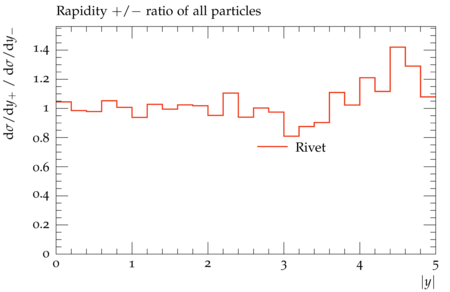 Rapidity +/− ratio of all particles
dσ/dy₊ / dσ/dy₋
1.4
1.2
1
0.8
0.6
0.4
0.2
0
Rivet
0 1 2 3 4 5
|y|